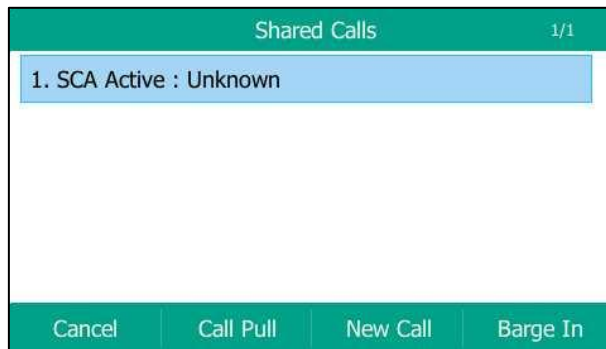 Shared Calls 1/1
1. SCA Active : Unknown
Cancel Call Pull New Call Barge In